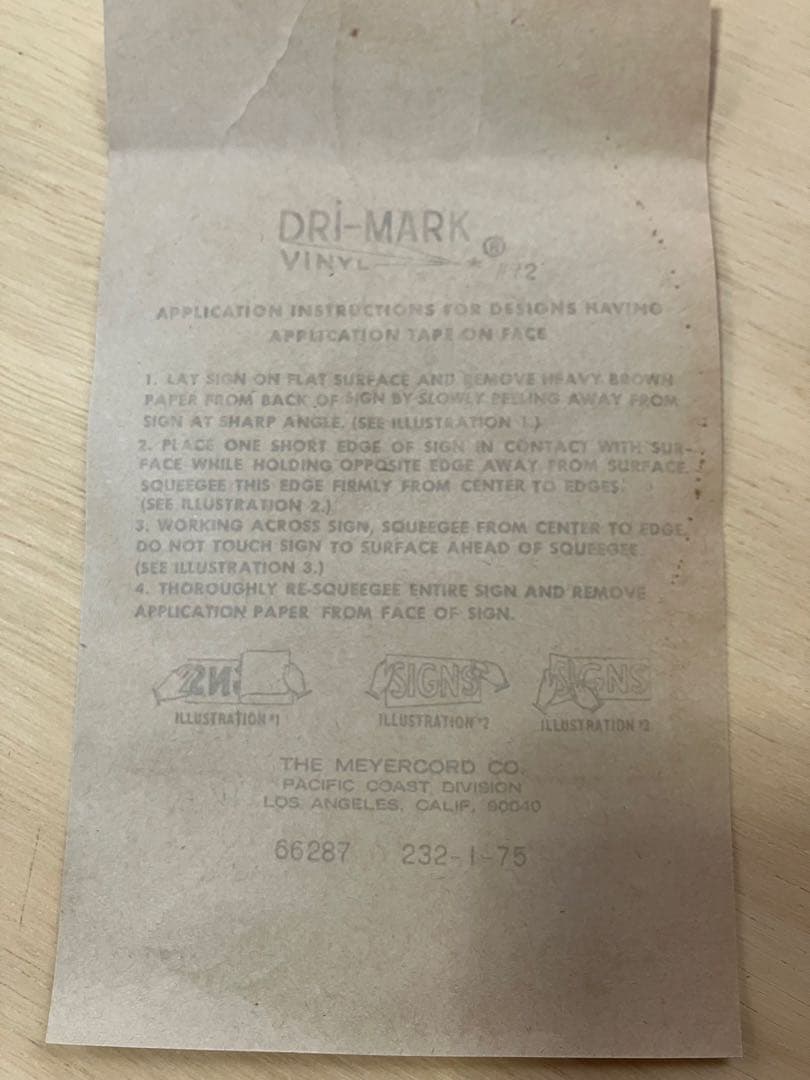 DRi-MARK®
VINYL #72
APPLICATION INSTRUCTIONS FOR DESIGNS HAVING
APPLICATION TAPE ON FACE
1. LAY SIGN ON FLAT SURFACE AND REMOVE HEAVY BROWN
PAPER FROM BACK OF SIGN BY SLOWLY PEELING AWAY FROM
SIGN AT SHARP ANGLE. (SEE ILLUSTRATION 1.)
2. PLACE ONE SHORT EDGE OF SIGN IN CONTACT WITH SUR-
FACE WHILE HOLDING OPPOSITE EDGE AWAY FROM SURFACE.
SQUEEGEE THIS EDGE FIRMLY FROM CENTER TO EDGES.
(SEE ILLUSTRATION 2.)
3. WORKING ACROSS SIGN, SQUEEGEE FROM CENTER TO EDGE,
DO NOT TOUCH SIGN TO SURFACE AHEAD OF SQUEEGEE.
(SEE ILLUSTRATION 3.)
4. THOROUGHLY RE-SQUEEGEE ENTIRE SIGN AND REMOVE
APPLICATION PAPER FROM FACE OF SIGN.
SIGNS SIGNS
ILLUSTRATION #1 ILLUSTRATION #2 ILLUSTRATION #3
THE MEYERCORD CO.
PACIFIC COAST DIVISION
LOS ANGELES, CALIF. 90040
66287 232-1-75